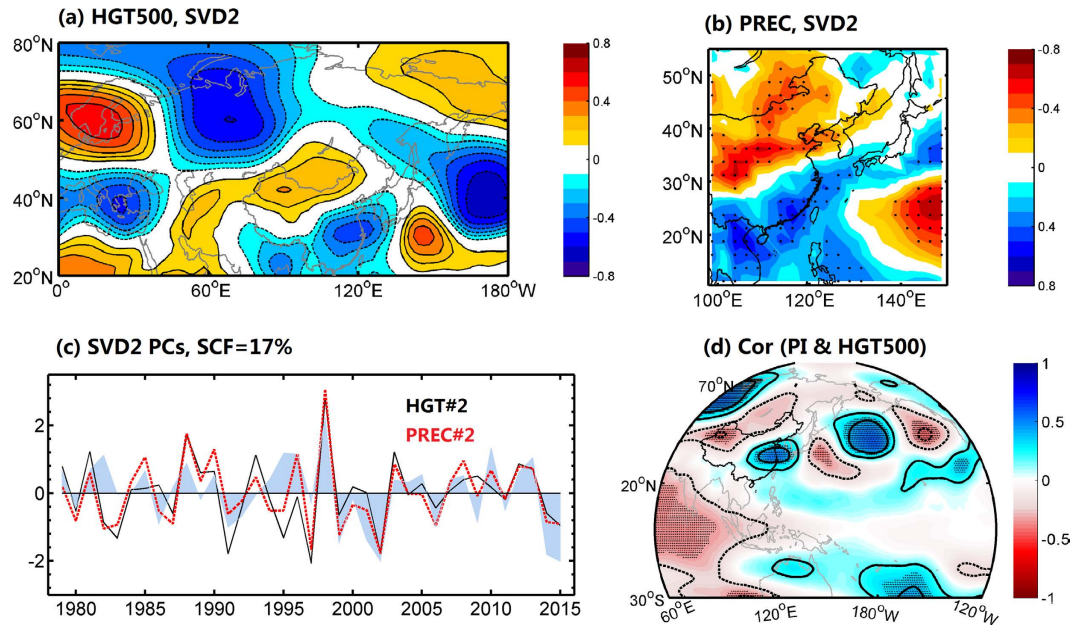 (a) HGT500, SVD2
80°N
60°N
40°N
20°N
0°
60°E
120°E
180°W
0.8
0.4
0
-0.4
-0.8
(b) PREC, SVD2
50°N
40°N
30°N
20°N
100°E
120°E
140°E
-0.8
-0.4
0
0.4
0.8
(c) SVD2 PCs, SCF=17%
HGT#2
PREC#2
2
0
-2
1980
1985
1990
1995
2000
2005
2010
2015
(d) Cor (PI & HGT500)
70°N
20°N
30°S
60°E
120°E
180°W
120°W
1
0.5
0
-0.5
-1